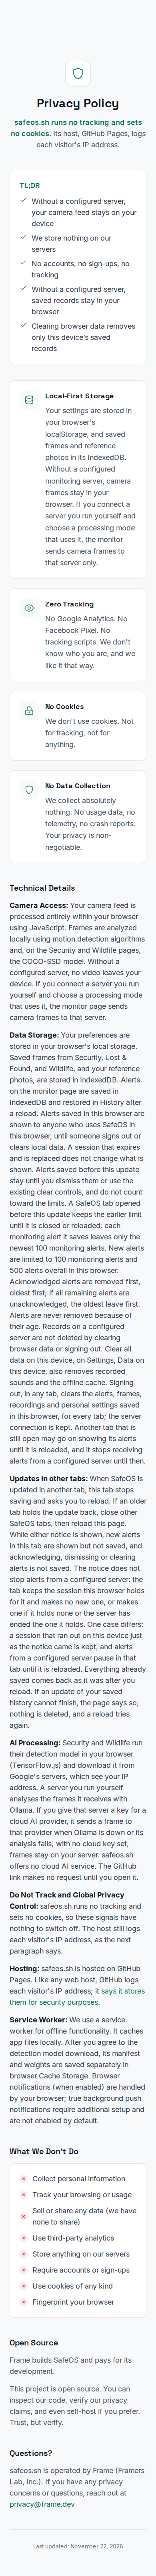 Privacy Policy
safeos.sh runs no tracking and sets
no cookies. Its host, GitHub Pages, logs
each visitor's IP address.
TL;DR
Without a configured server,
your camera feed stays on your
device
We store nothing on our
servers
No accounts, no sign-ups, no
tracking
Without a configured server,
saved records stay in your
browser
Clearing browser data removes
only this device's saved
records
Local-First Storage
Your settings are stored in
your browser's
localStorage, and saved
frames and reference
photos in its IndexedDB.
Without a configured
monitoring server, camera
frames stay in your
browser. If you connect a
server you run yourself and
choose a processing mode
that uses it, the monitor
sends camera frames to
that server only.
Zero Tracking
No Google Analytics. No
Facebook Pixel. No
tracking scripts. We don't
know who you are, and we
like it that way.
No Cookies
We don't use cookies. Not
for tracking, not for
anything.
No Data Collection
We collect absolutely
nothing. No usage data, no
telemetry, no crash reports.
Your privacy is non-
negotiable.
Technical Details
Camera Access: Your camera feed is
processed entirely within your browser
using JavaScript. Frames are analyzed
locally using motion detection algorithms
and, on the Security and Wildlife pages,
the COCO-SSD model. Without a
configured server, no video leaves your
device. If you connect a server you run
yourself and choose a processing mode
that uses it, the monitor page sends
camera frames to that server.
Data Storage: Your preferences are
stored in your browser's local storage.
Saved frames from Security, Lost &
Found, and Wildlife, and your reference
photos, are stored in IndexedDB. Alerts
on the monitor page are saved in
IndexedDB and restored in History after
a reload. Alerts saved in this browser are
shown to anyone who uses SafeOS in
this browser, until someone signs out or
clears local data. A session that expires
and is replaced does not change what is
shown. Alerts saved before this update
stay until you dismiss them or use the
existing clear controls, and do not count
toward the limits. A SafeOS tab opened
before this update keeps the earlier limit
until it is closed or reloaded: each
monitoring alert it saves leaves only the
newest 100 monitoring alerts. New alerts
are limited to 100 monitoring alerts and
500 alerts overall in this browser.
Acknowledged alerts are removed first,
oldest first; if all remaining alerts are
unacknowledged, the oldest leave first.
Alerts are never removed because of
their age. Records on a configured
server are not deleted by clearing
browser data or signing out. Clear all
data on this device, on Settings, Data on
this device, also removes recorded
sounds and the offline cache. Signing
out, in any tab, clears the alerts, frames,
recordings and personal settings saved
in this browser, for every tab; the server
connection is kept. Another tab that is
still open may go on showing its alerts
until it is reloaded, and it stops receiving
alerts from a configured server until then.
Updates in other tabs: When SafeOS is
updated in another tab, this tab stops
saving and asks you to reload. If an older
tab holds the update back, close other
SafeOS tabs, then reload this page.
While either notice is shown, new alerts
in this tab are shown but not saved, and
acknowledging, dismissing or clearing
alerts is not saved. The notice does not
stop alerts from a configured server: the
tab keeps the session this browser holds
for it and makes no new one, or makes
one if it holds none or the server has
ended the one it holds. One case differs:
a session that ran out on this device just
as the notice came is kept, and alerts
from a configured server pause in that
tab until it is reloaded. Everything already
saved comes back as it was after you
reload. If an update of your saved
history cannot finish, the page says so;
nothing is deleted, and a reload tries
again.
AI Processing: Security and Wildlife run
their detection model in your browser
(TensorFlow.js) and download it from
Google's servers, which see your IP
address. A server you run yourself
analyses the frames it receives with
Ollama. If you give that server a key for a
cloud AI provider, it sends a frame to
that provider when Ollama is down or its
analysis fails; with no cloud key set,
frames stay on your server. safeos.sh
offers no cloud AI service. The GitHub
link makes no request until you open it.
Do Not Track and Global Privacy
Control: safeos.sh runs no tracking and
sets no cookies, so these signals have
nothing to switch off. The host still logs
each visitor's IP address, as the next
paragraph says.
Hosting: safeos.sh is hosted on GitHub
Pages. Like any web host, GitHub logs
each visitor's IP address; it says it stores
them for security purposes.
Service Worker: We use a service
worker for offline functionality. It caches
app files locally. After you agree to the
detection model download, its manifest
and weights are saved separately in
browser Cache Storage. Browser
notifications (when enabled) are handled
by your browser; true background push
notifications require additional setup and
are not enabled by default.
What We Don't Do
Collect personal information
Track your browsing or usage
Sell or share any data (we have
none to share)
Use third-party analytics
Store anything on our servers
Require accounts or sign-ups
Use cookies of any kind
Fingerprint your browser
Open Source
Frame builds SafeOS and pays for its
development.
This project is open source. You can
inspect our code, verify our privacy
claims, and even self-host if you prefer.
Trust, but verify.
Questions?
safeos.sh is operated by Frame (Framers
Lab, Inc.). If you have any privacy
concerns or questions, reach out at
privacy@frame.dev
Last updated: November 22, 2026